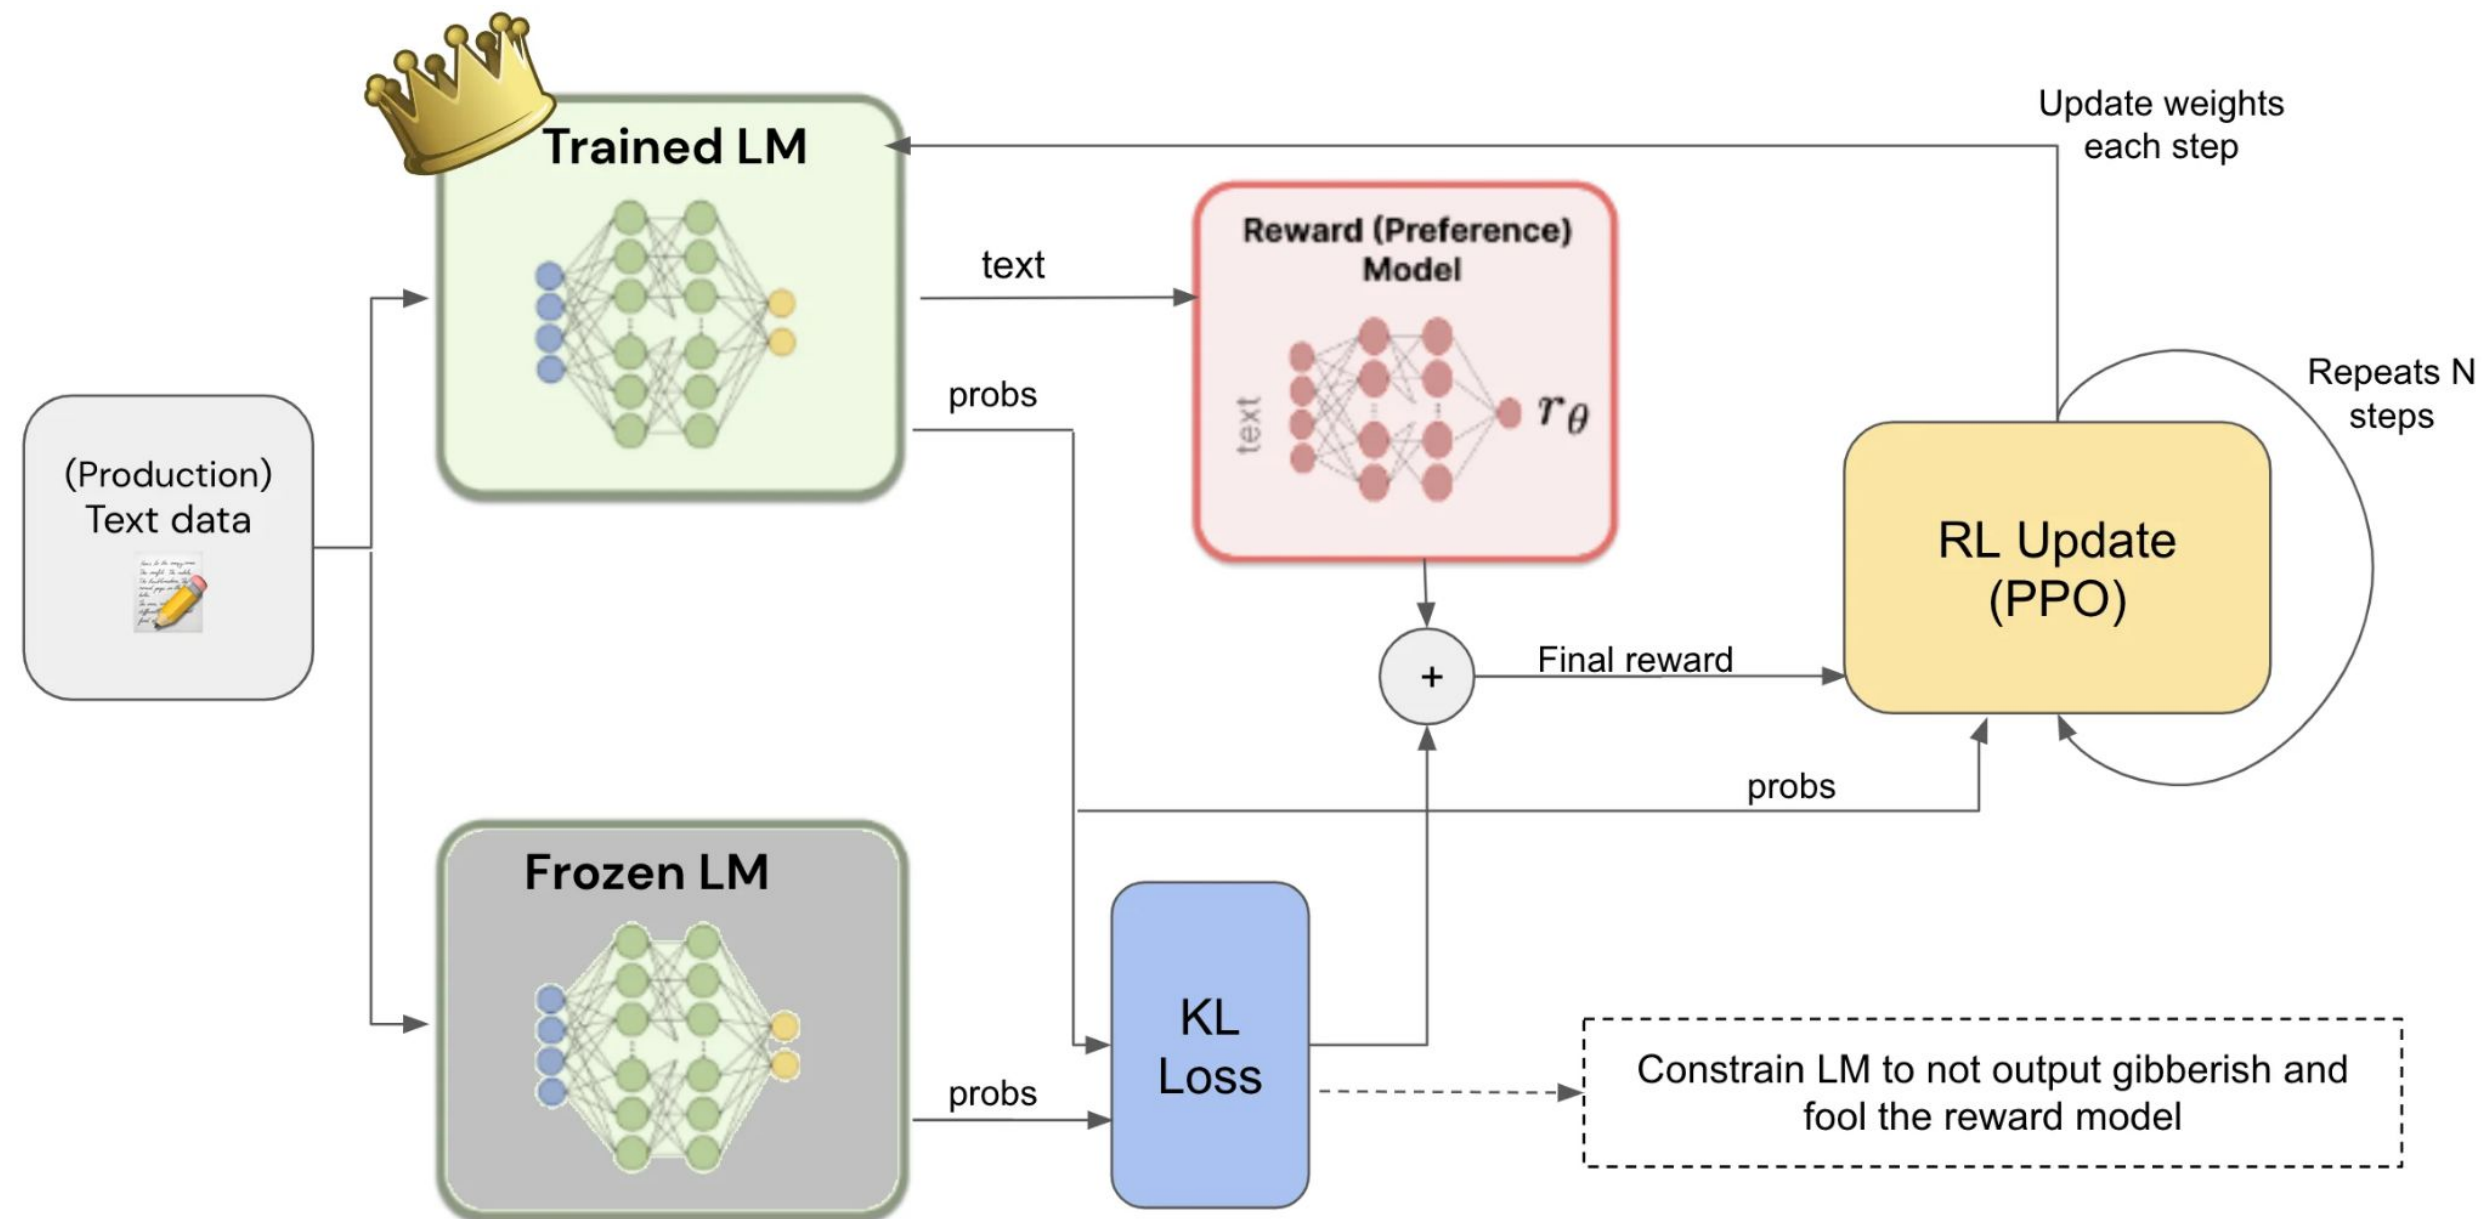 Trained LM
Update weights
each step
Reward (Preference)
Model
text
probs
text
rθ
Repeats N
steps
(Production)
Text data
RL Update
(PPO)
+
Final reward
probs
Frozen LM
KL
Loss
probs
Constrain LM to not output gibberish and
fool the reward model